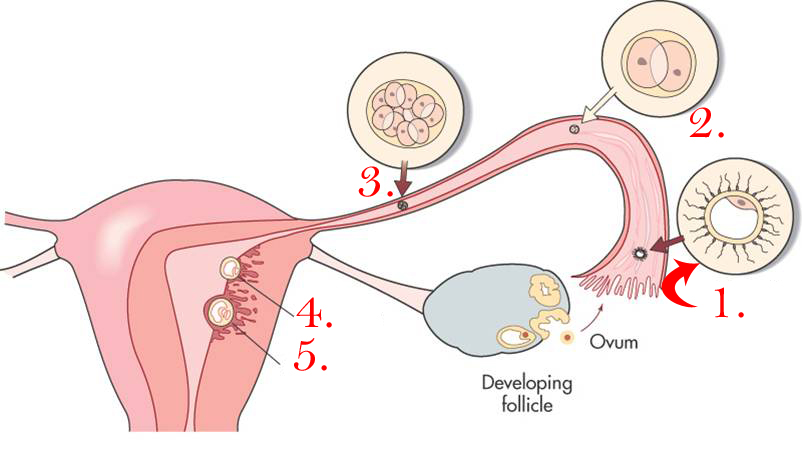 2.
3.
1.
4.
5.
Ovum
Developing
follicle